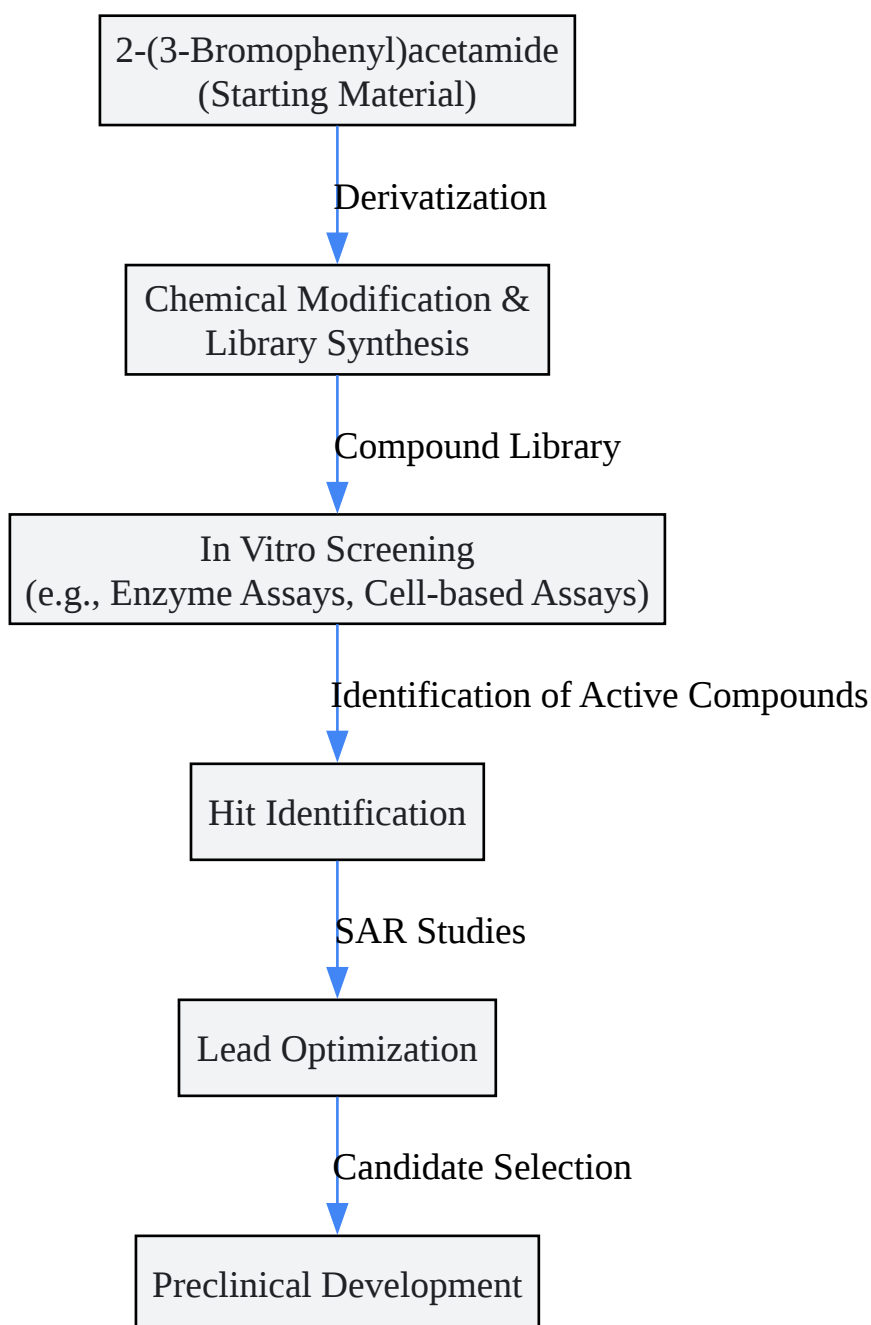 2-(3-Bromophenyl)acetamide
(Starting Material)
Derivatization
Chemical Modification &
Library Synthesis
Compound Library
In Vitro Screening
(e.g., Enzyme Assays, Cell-based Assays)
Identification of Active Compounds
Hit Identification
SAR Studies
Lead Optimization
Candidate Selection
Preclinical Development